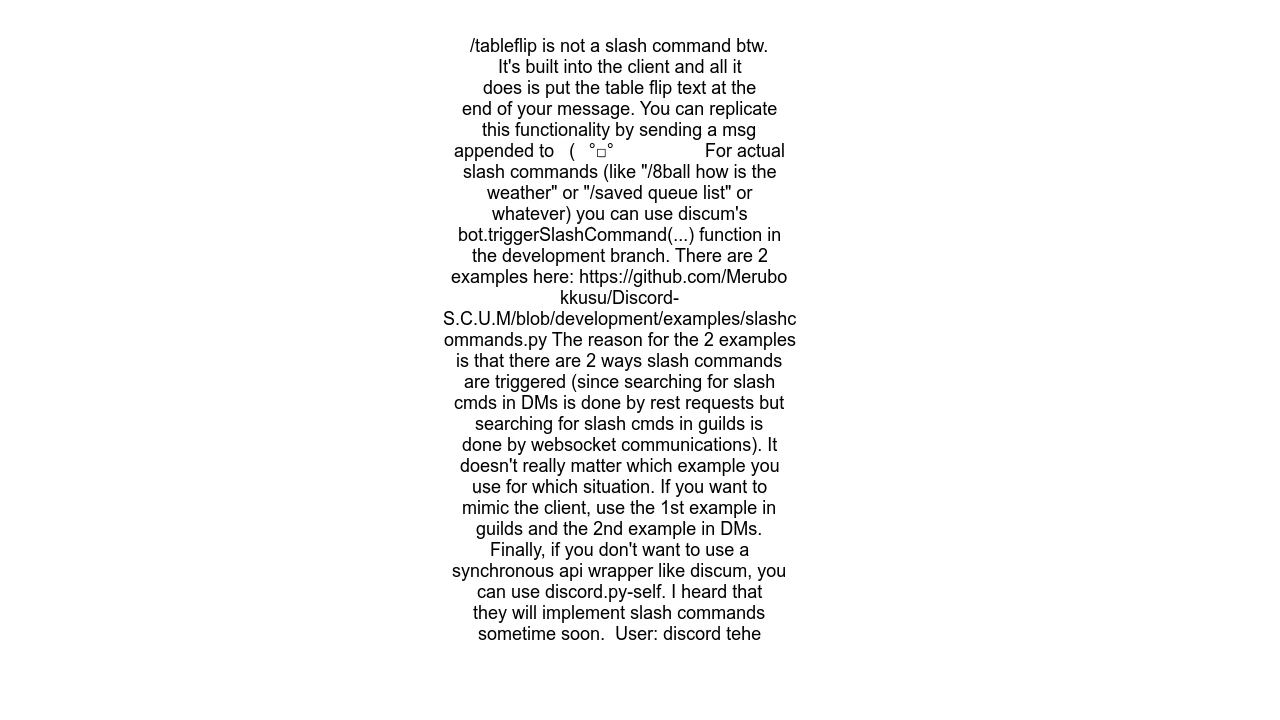 /tableflip is not a slash command btw.
It's built into the client and all it
does is put the table flip text at the
end of your message. You can replicate
this functionality by sending a msg
appended to   (   °□°                  For actual
slash commands (like "/8ball how is the
weather" or "/saved queue list" or
whatever) you can use discum's
bot.triggerSlashCommand(...) function in
the development branch. There are 2
examples here: https://github.com/Merubo
kkusu/Discord-
S.C.U.M/blob/development/examples/slashc
ommands.py The reason for the 2 examples
is that there are 2 ways slash commands
are triggered (since searching for slash
cmds in DMs is done by rest requests but
searching for slash cmds in guilds is
done by websocket communications). It
doesn't really matter which example you
use for which situation. If you want to
mimic the client, use the 1st example in
guilds and the 2nd example in DMs.
Finally, if you don't want to use a
synchronous api wrapper like discum, you
can use discord.py-self. I heard that
they will implement slash commands
sometime soon.  User: discord tehe